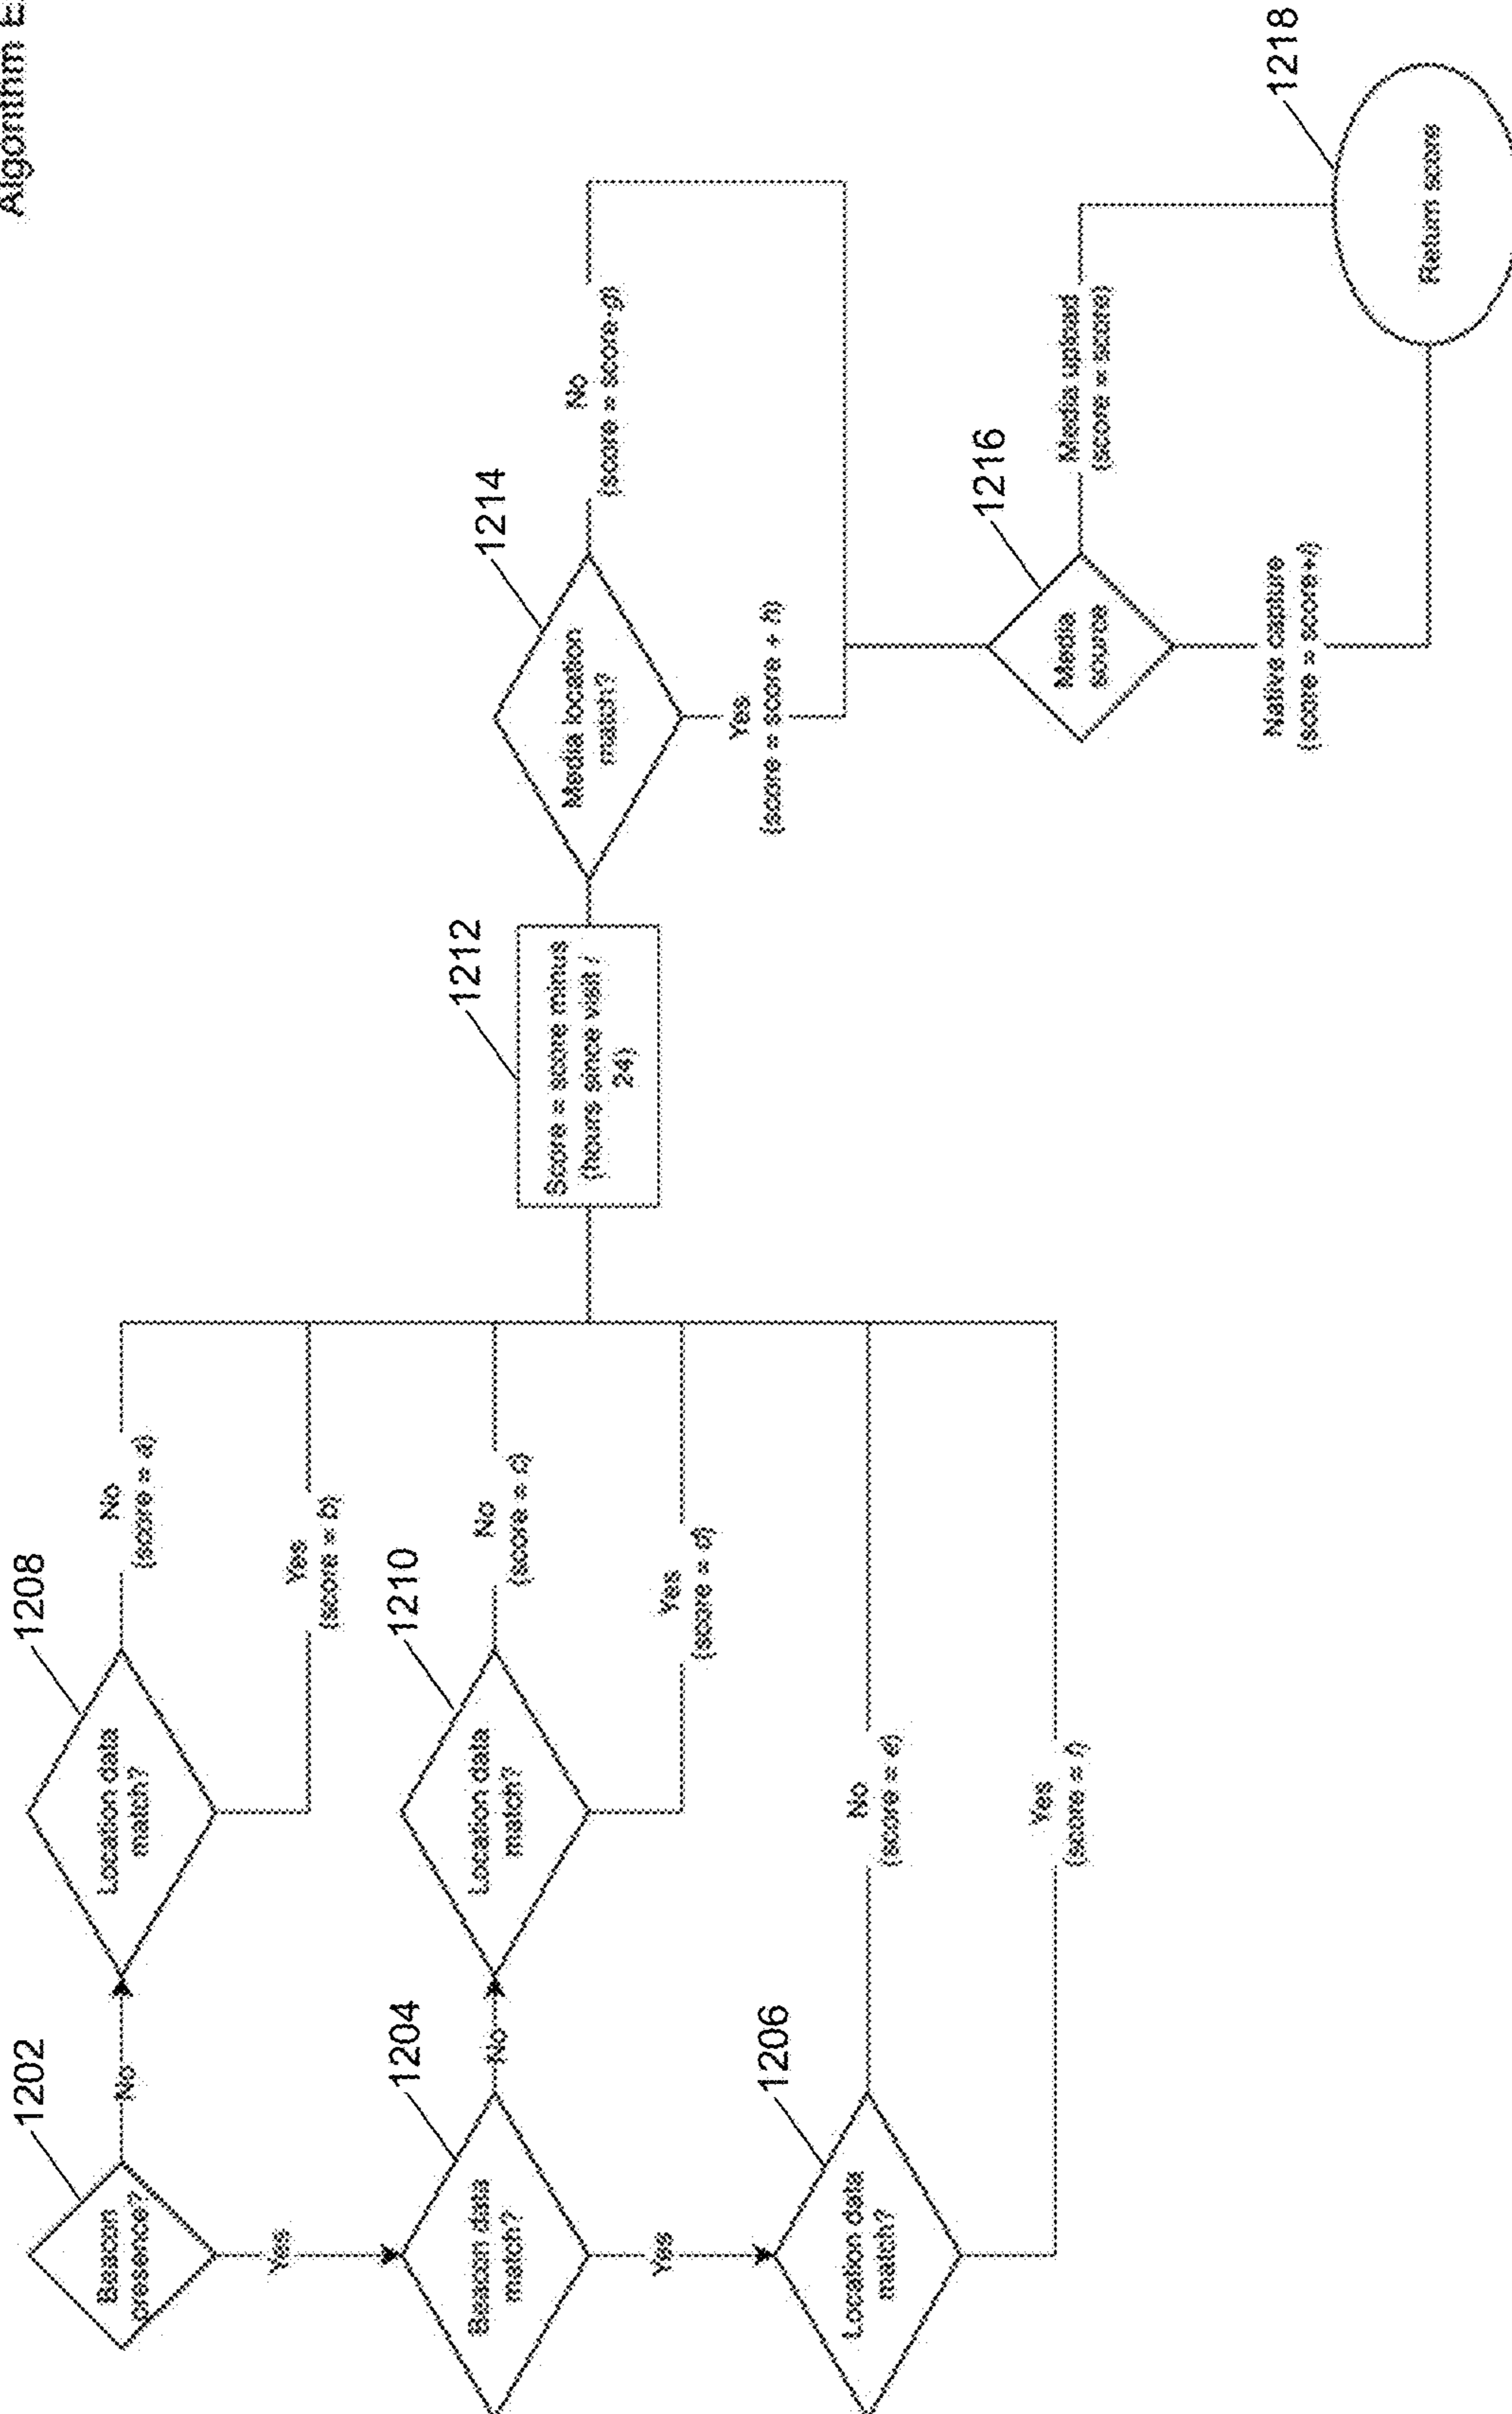 Algorithm E
1202
Beacon
presence?
No
Yes
1208
Location data
match?
No
(score = a)
Yes
(score = b)
1204
Beacon data
match?
No
Yes
1210
Location data
match?
No
(score = c)
Yes
(score = d)
1206
Location data
match?
No
(score = e)
Yes
(score = f)
1212
Score = score minus
(hours since visit /
24)
1214
Media location
match?
No
(score = score-g)
Yes
(score = score + h)
1216
Media
source
Media upload
(score = score)
Native capture
(score = score+i)
1218
Return score